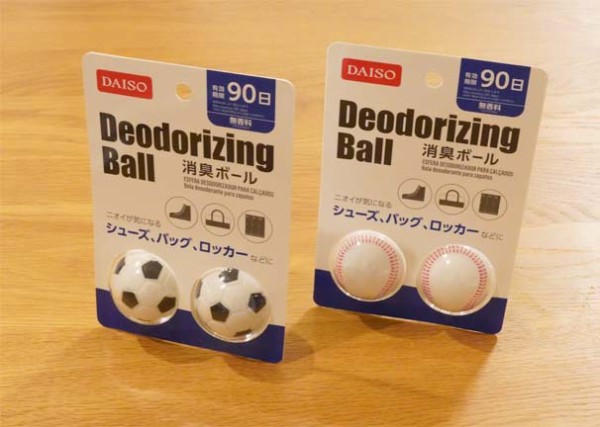 DAISO
有効
期限 90日
無香料
Deodorizing
Ball 消臭ボール
ESFERA DESODORIZADOR PARA CALÇADOS
Bola Desodorante para zapatos
ニオイが気になる
シューズ、バッグ、ロッカーなどに
DAISO
有効
期限 90日
無香料
Deodorizing
Ball 消臭ボール
ESFERA DESODORIZADOR PARA CALÇADOS
Bola Desodorante para zapatos
ニオイが気になる
シューズ、バッグ、ロッカーなどに